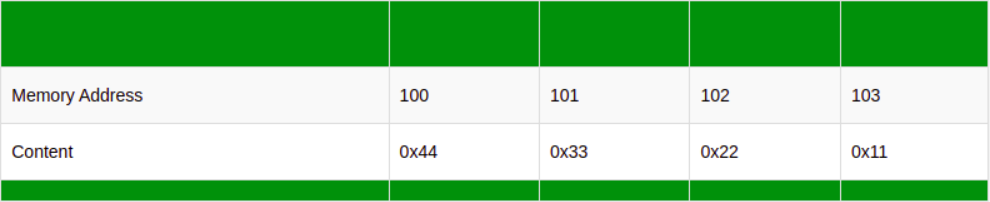 Memory Address 100 101 102 103
Content 0x44 0x33 0x22 0x11